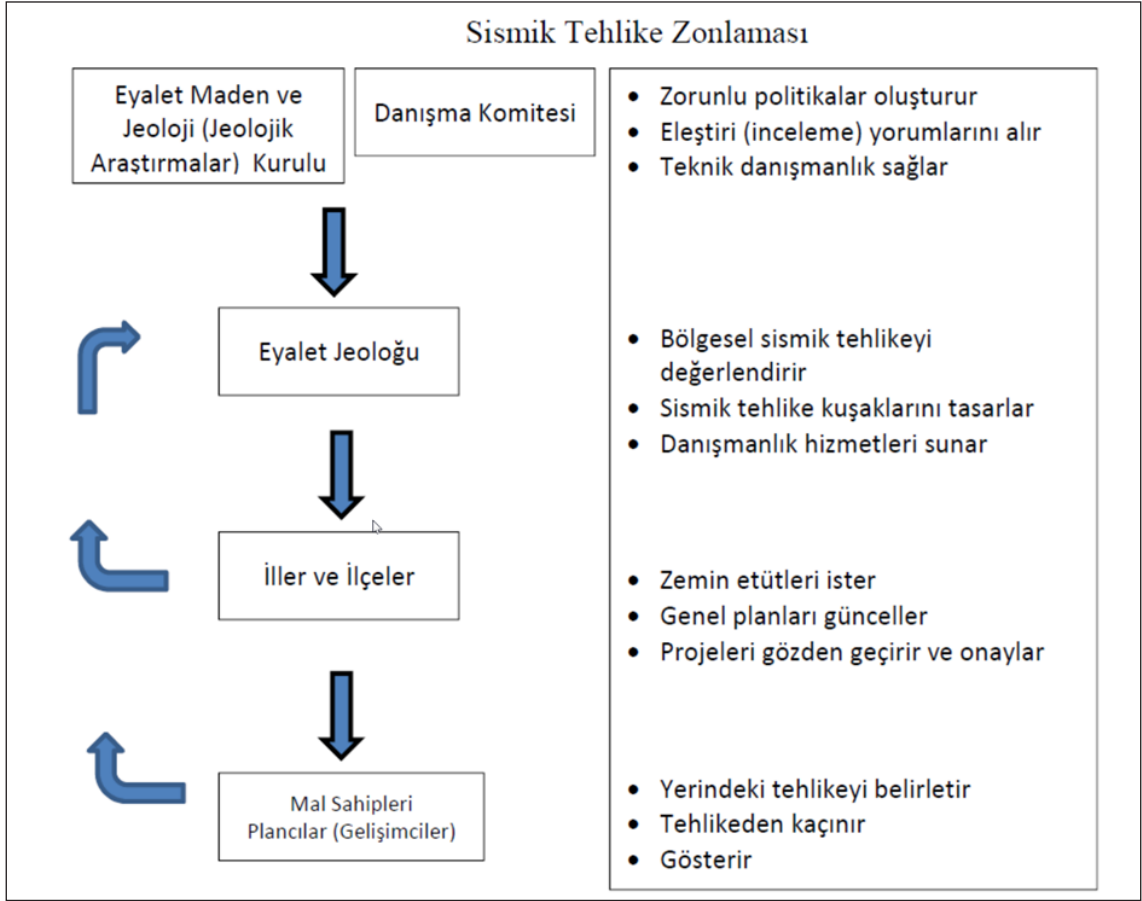 Sismik Tehlike Zonlaması
Eyalet Maden ve
Jeoloji (Jeolojik
Araştırmalar) Kurulu
Danışma Komitesi
• Zorunlu politikalar oluşturur
• Eleştiri (inceleme) yorumlarını alır
• Teknik danışmanlık sağlar
Eyalet Jeoloğu
• Bölgesel sismik tehlikeyi
değerlendirir
• Sismik tehlike kuşaklarını tasarlar
• Danışmanlık hizmetleri sunar
İller ve İlçeler
• Zemin etütleri ister
• Genel planları günceller
• Projeleri gözden geçirir ve onaylar
Mal Sahipleri
Plancılar (Gelişimciler)
• Yerindeki tehlikeyi belirletir
• Tehlikeden kaçınır
• Gösterir